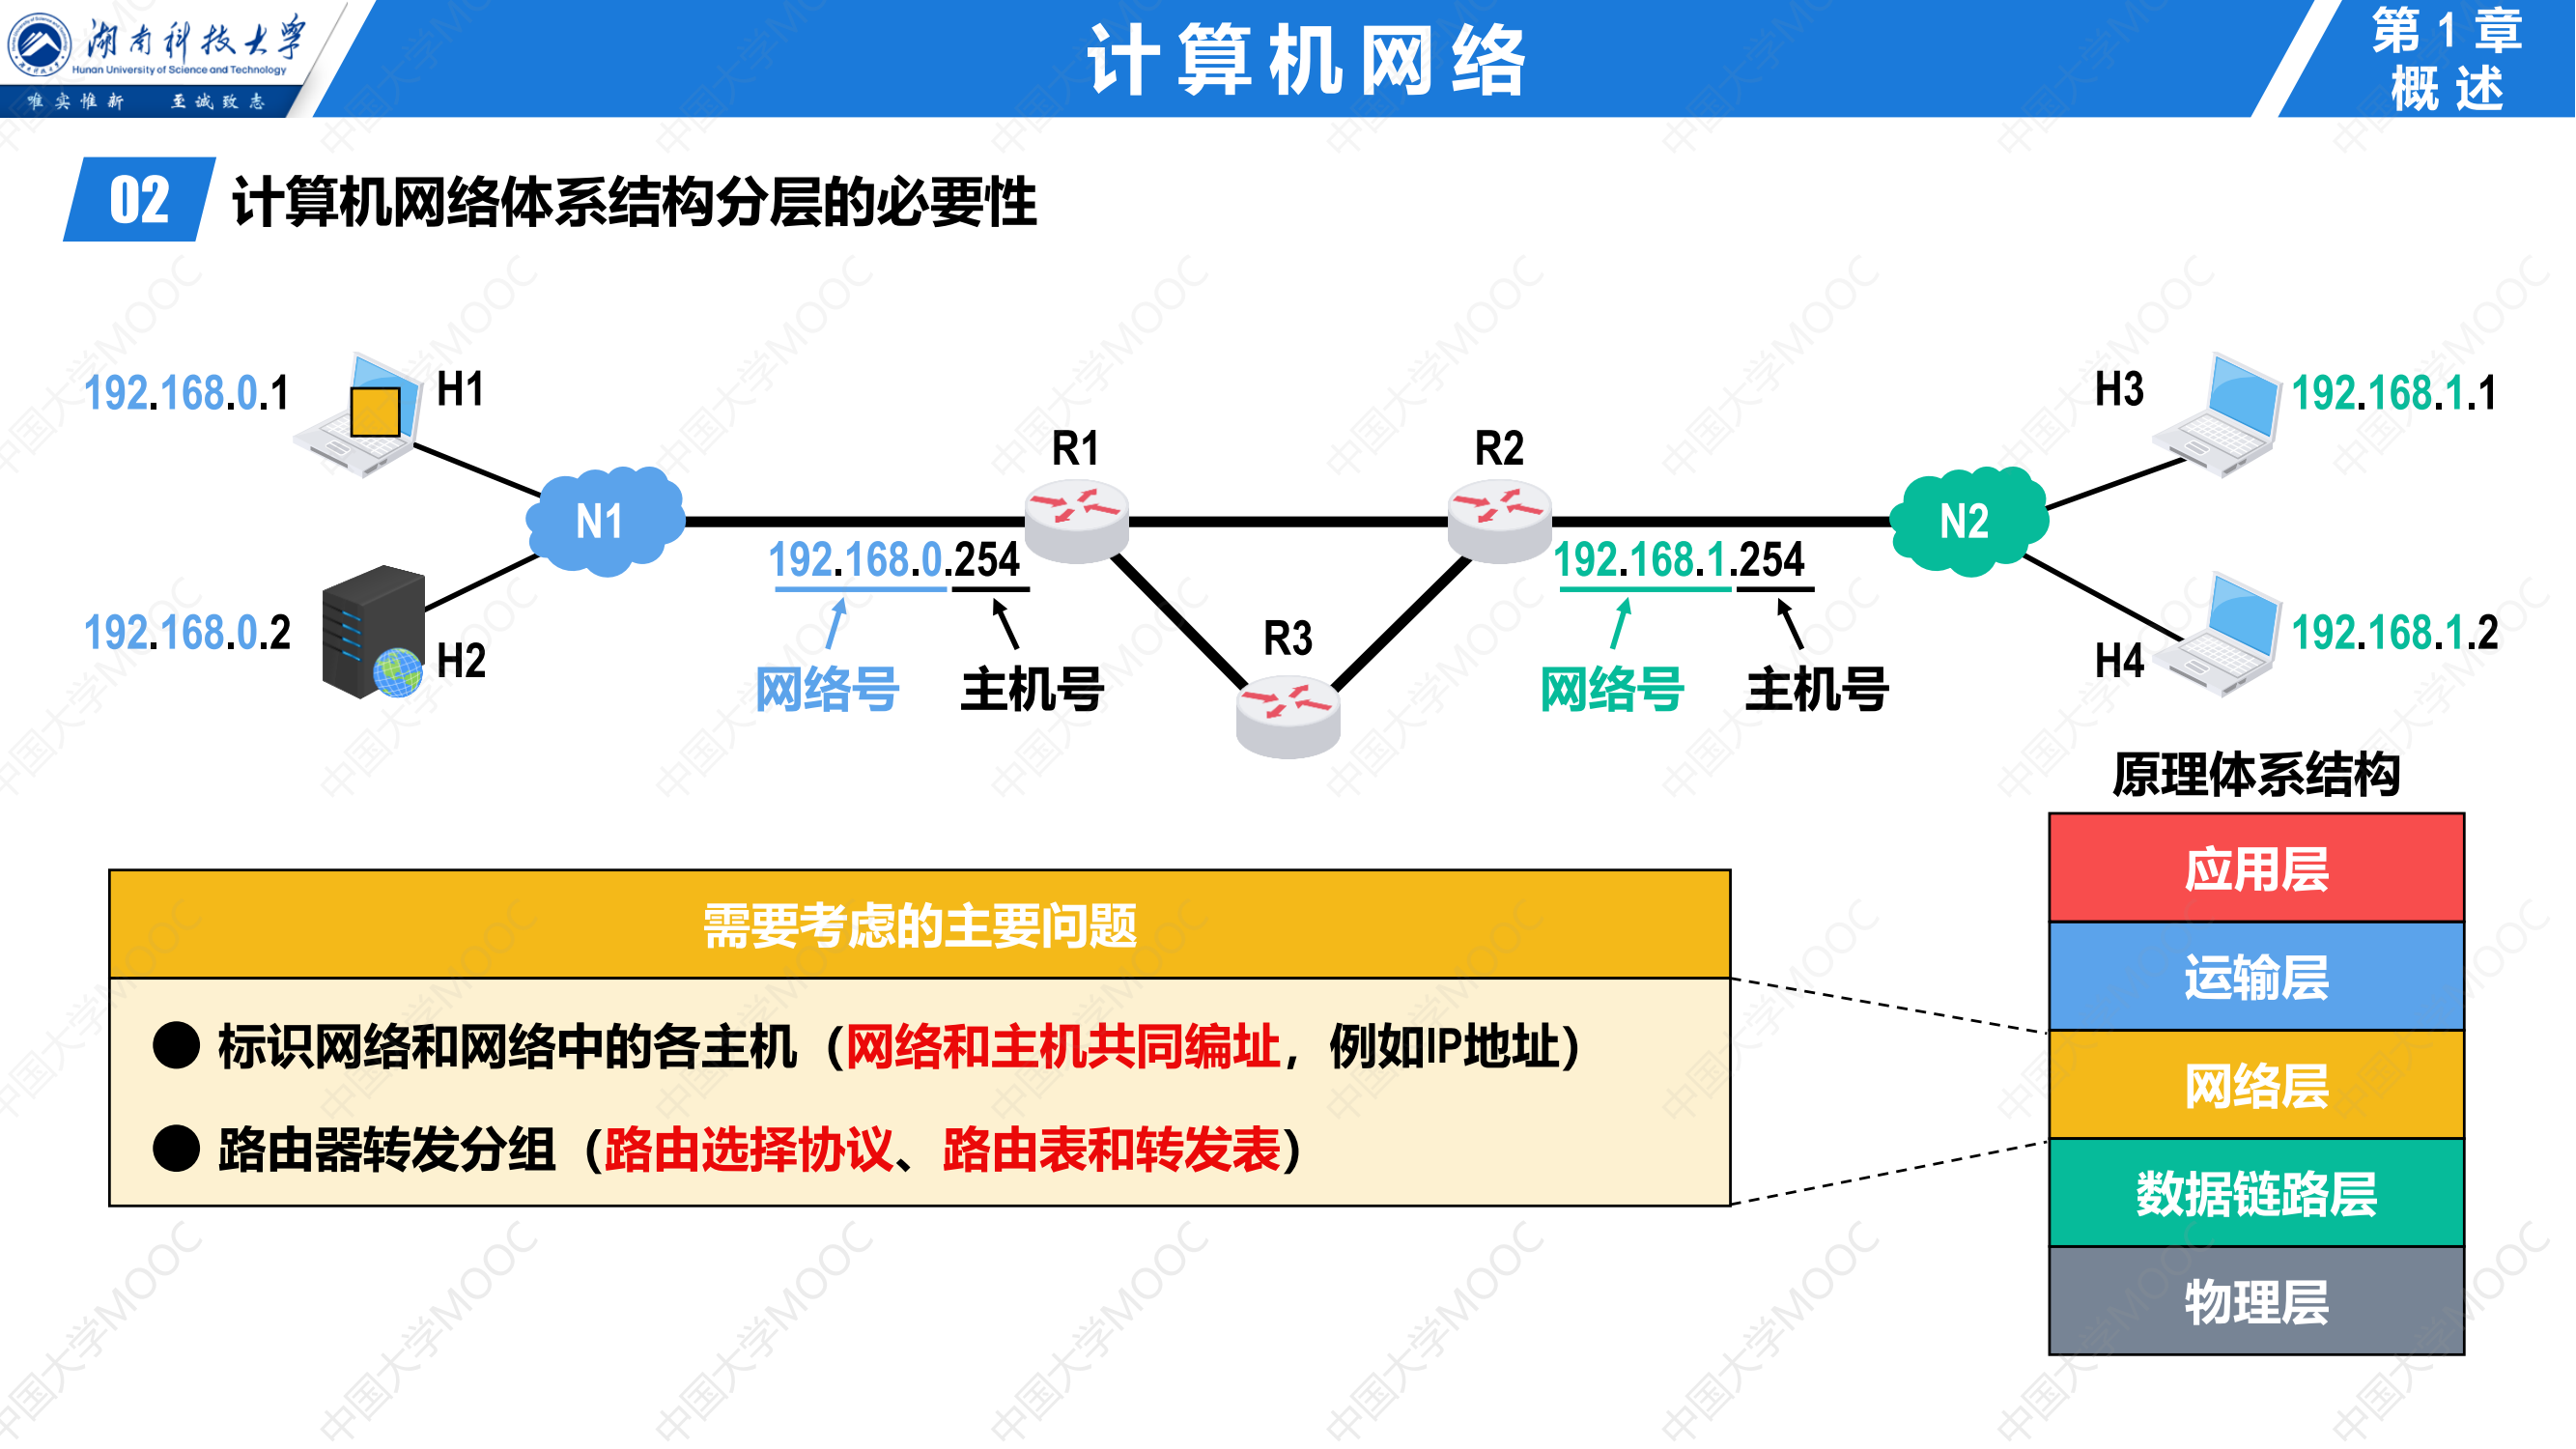 湖南科技大学
Hunan University of Science and Technology
唯实惟新 至诚致志
计算机网络
第1章
概述
02 计算机网络体系结构分层的必要性
192.168.0.1
H1
H3
192.168.1.1
R1
R2
N1
N2
192.168.0.254
192.168.1.254
192.168.0.2
H2
R3
H4
192.168.1.2
网络号
主机号
网络号
主机号
原理体系结构
应用层
运输层
网络层
数据链路层
物理层
需要考虑的主要问题
● 标识网络和网络中的各主机（网络和主机共同编址，例如IP地址）
● 路由器转发分组（路由选择协议、路由表和转发表）
中国大学MOOC